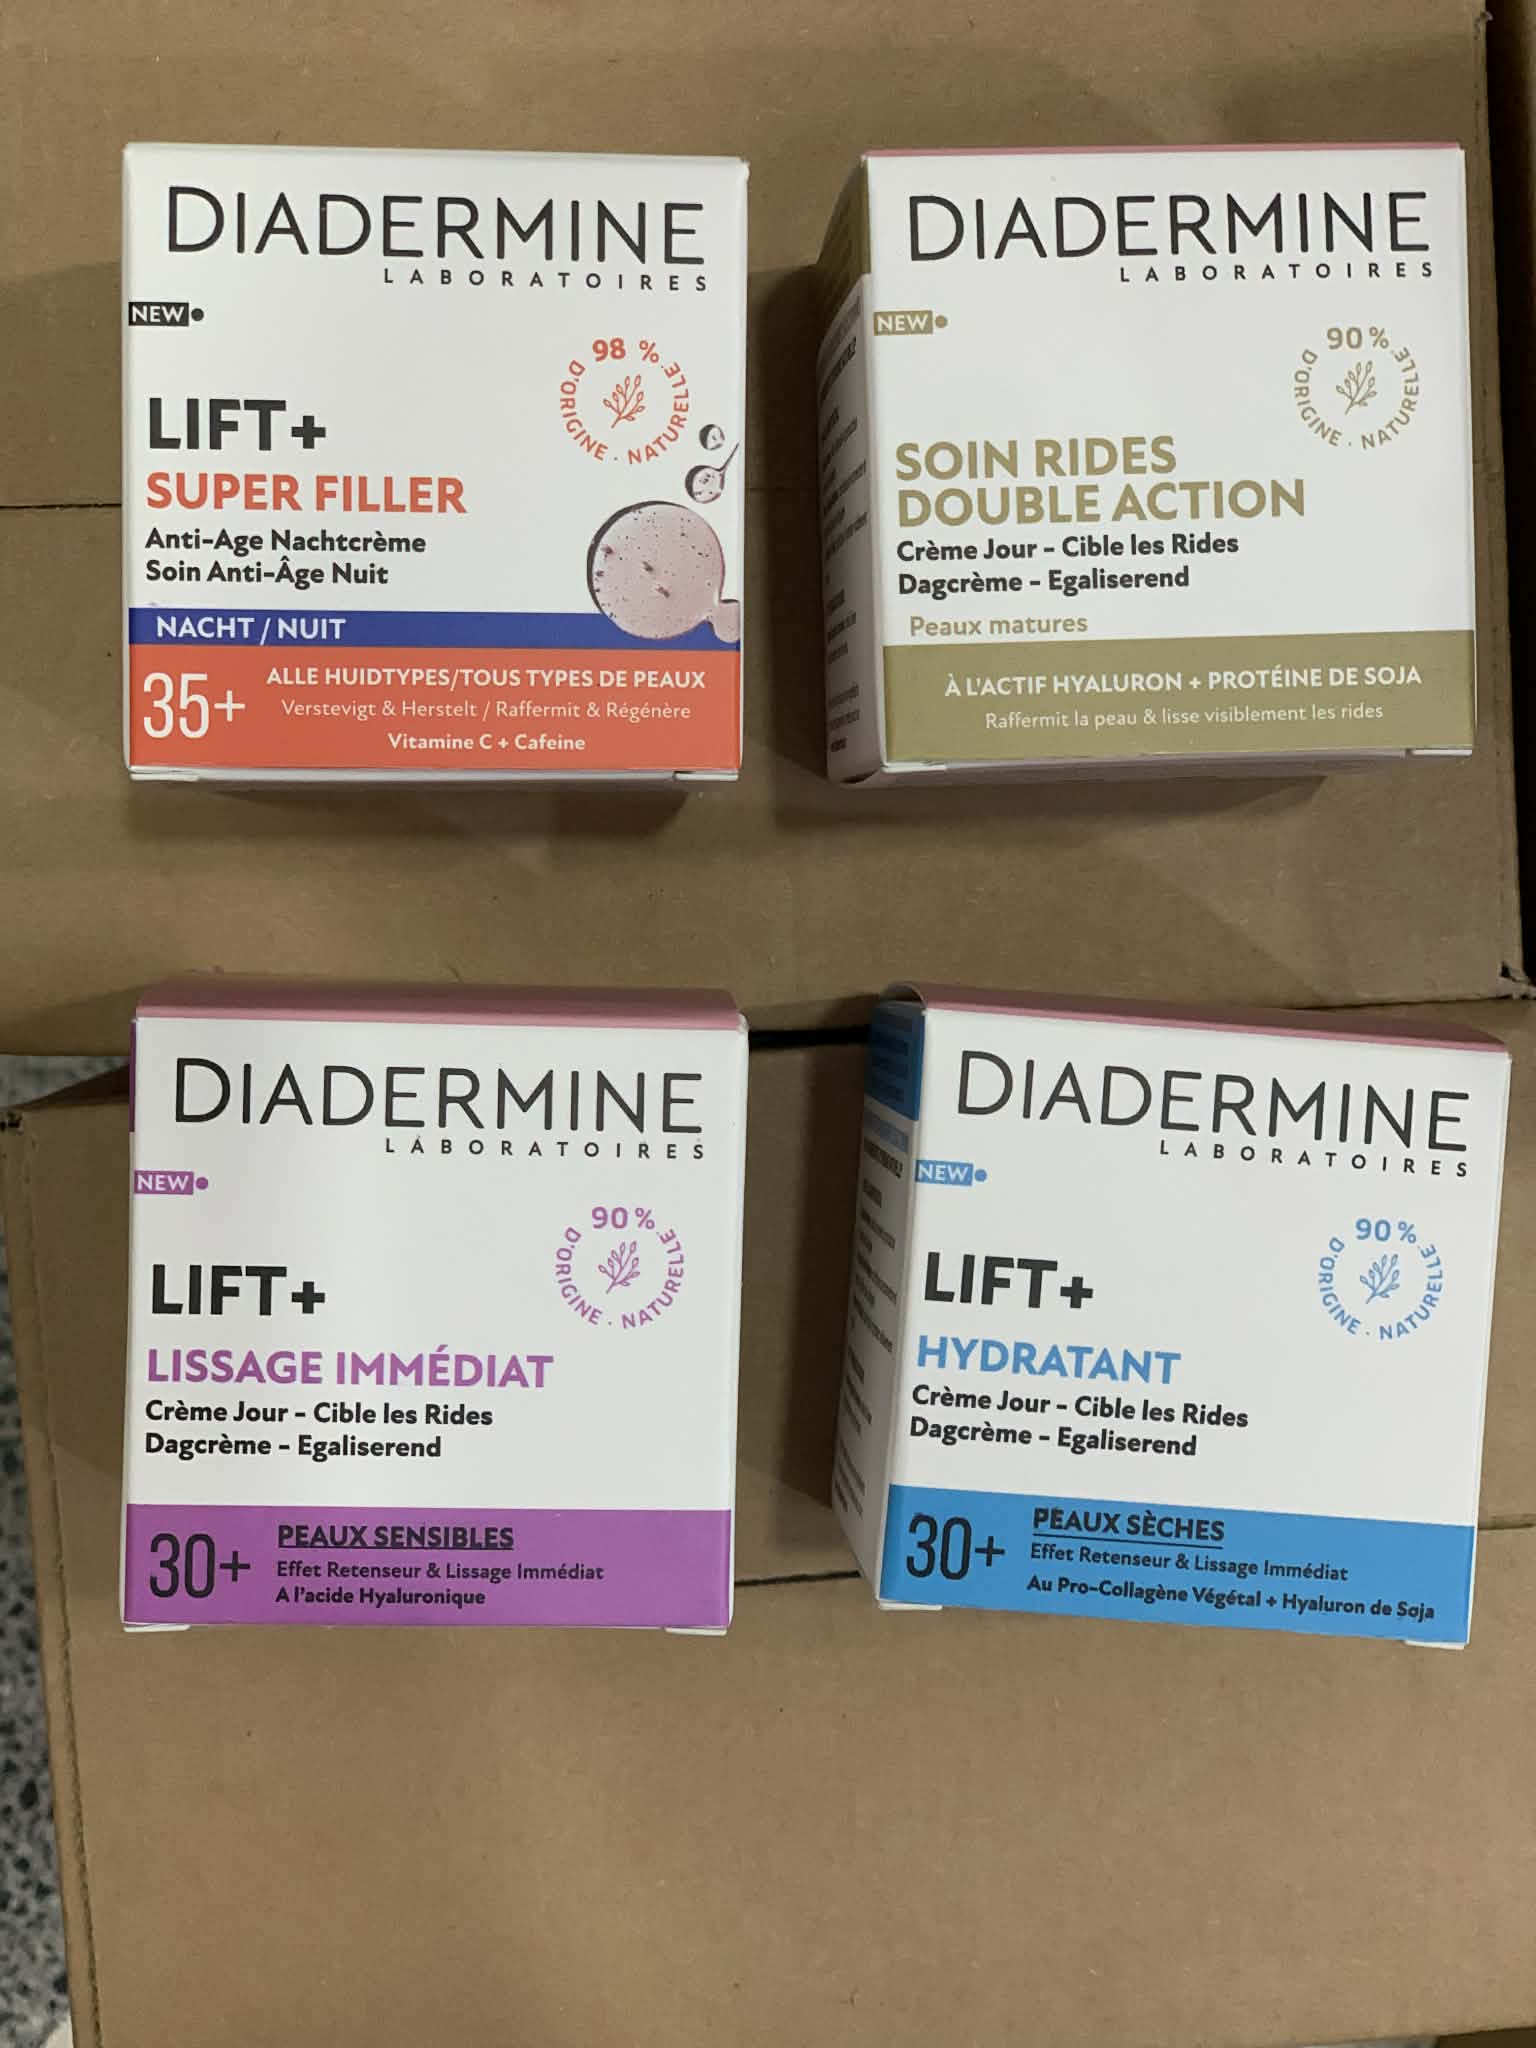 DIADERMINE
LABORATOIRES
NEW
98 % D'ORIGINE . NATURELLE .
LIFT+
SUPER FILLER
Anti-Age Nachtcrème
Soin Anti-Âge Nuit
NACHT / NUIT
35+
ALLE HUIDTYPES/TOUS TYPES DE PEAUX
Verstevigt & Herstelt / Raffermit & Régénère
Vitamine C + Cafeine
DIADERMINE
LABORATOIRES
NEW
90 % D'ORIGINE . NATURELLE .
SOIN RIDES
DOUBLE ACTION
Crème Jour - Cible les Rides
Dagcrème - Egaliserend
Peaux matures
À L'ACTIF HYALURON + PROTÉINE DE SOJA
Raffermit la peau & lisse visiblement les rides
DIADERMINE
LABORATOIRES
NEW
90 % D'ORIGINE . NATURELLE .
LIFT+
LISSAGE IMMÉDIAT
Crème Jour - Cible les Rides
Dagcrème - Egaliserend
30+
PEAUX SENSIBLES
Effet Retenseur & Lissage Immédiat
A l'acide Hyaluronique
DIADERMINE
LABORATOIRES
NEW
90 % D'ORIGINE . NATURELLE .
LIFT+
HYDRATANT
Crème Jour - Cible les Rides
Dagcrème - Egaliserend
30+
PEAUX SÈCHES
Effet Retenseur & Lissage Immédiat
Au Pro-Collagène Végétal + Hyaluron de Soja